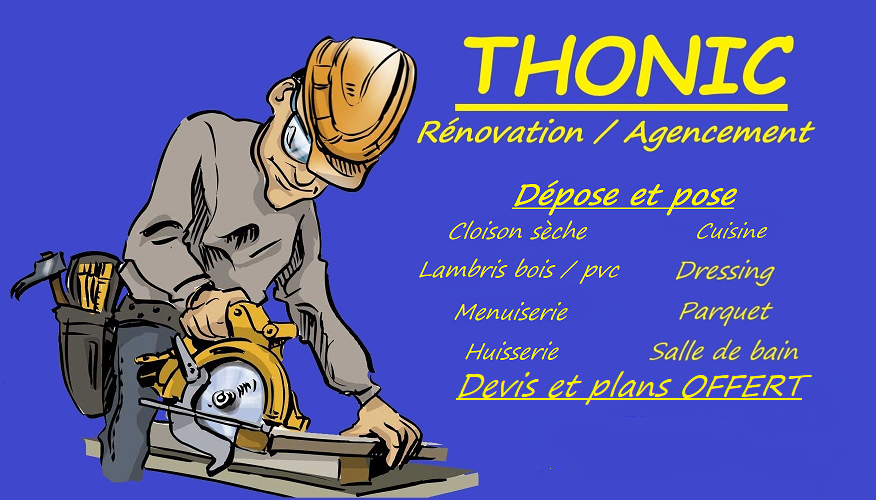 THONIC
Rénovation / Agencement
Dépose et pose
Cloison sèche Cuisine
Lambris bois / pvc Dressing
Menuiserie Parquet
Huisserie Salle de bain
Devis et plans OFFERT